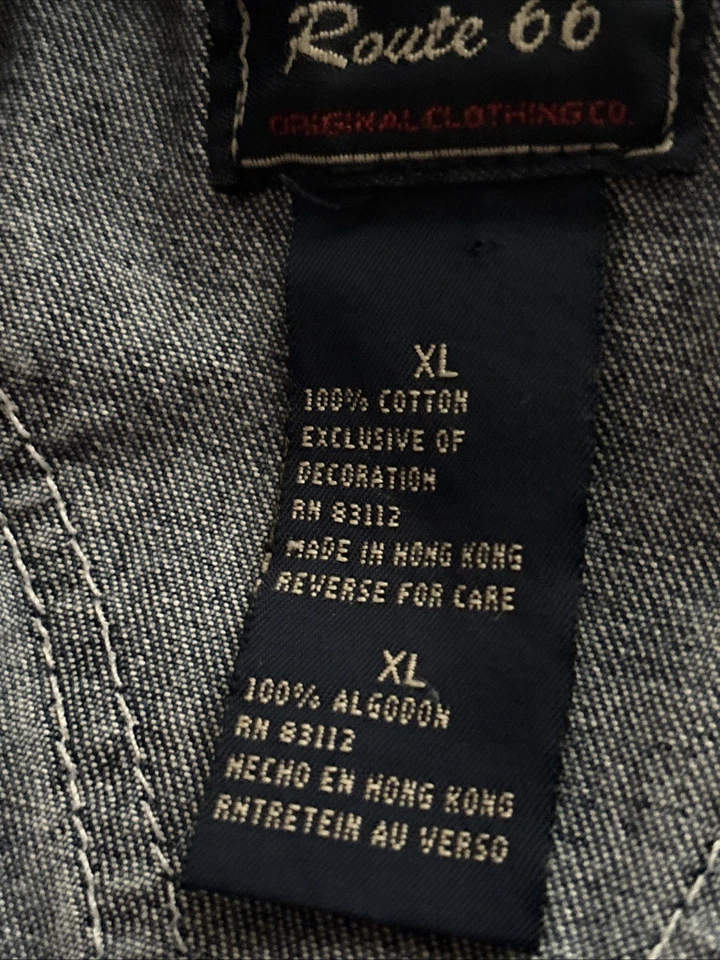 Route 66
ORIGINAL CLOTHING CO.
XL
100% COTTON
EXCLUSIVE OF
DECORATION
RN 83112
MADE IN HONG KONG
REVERSE FOR CARE
XL
100% ALGODON
RN 83112
HECHO EN HONG KONG
RNTRETEIN AU VERSO